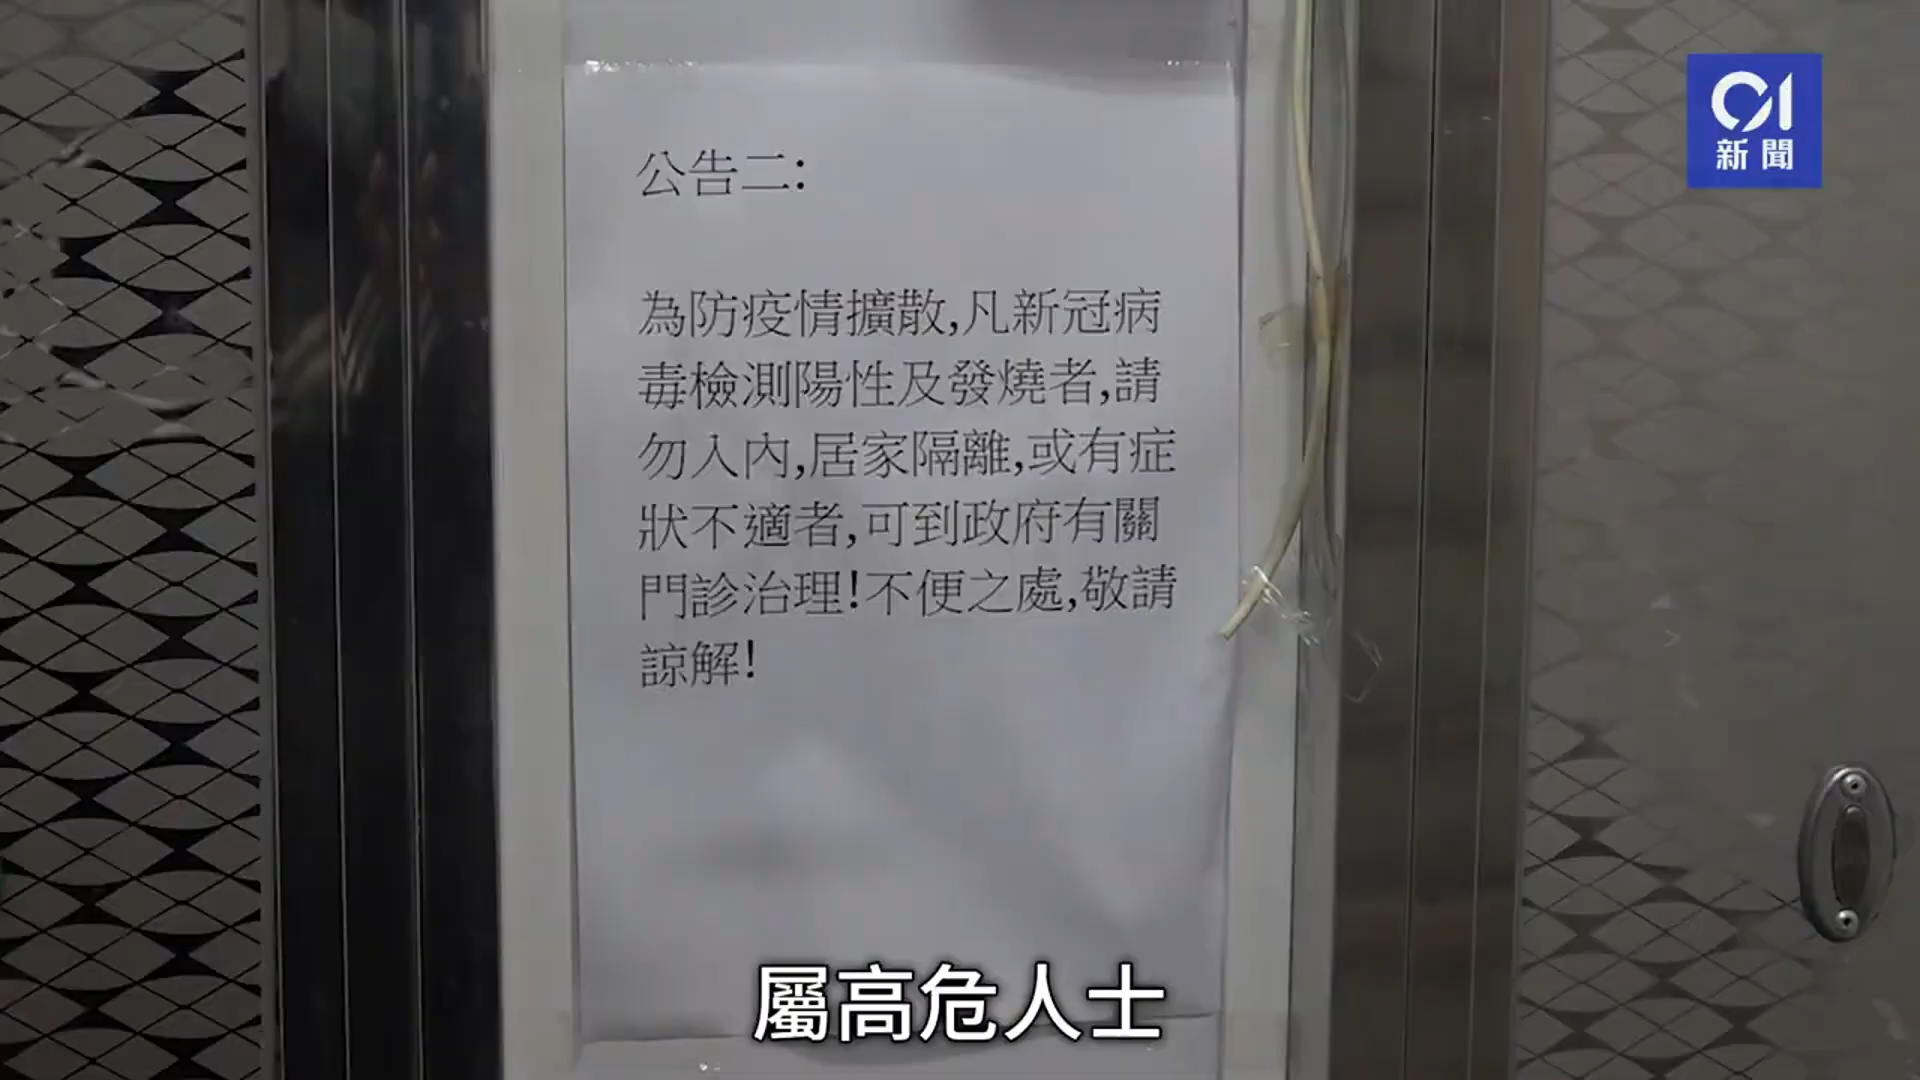 01
新聞
公告二:
為防疫情擴散,凡新冠病
毒檢測陽性及發燒者,請
勿入內,居家隔離,或有症
狀不適者,可到政府有關
門診治理!不便之處,敬請
諒解!
屬高危人士